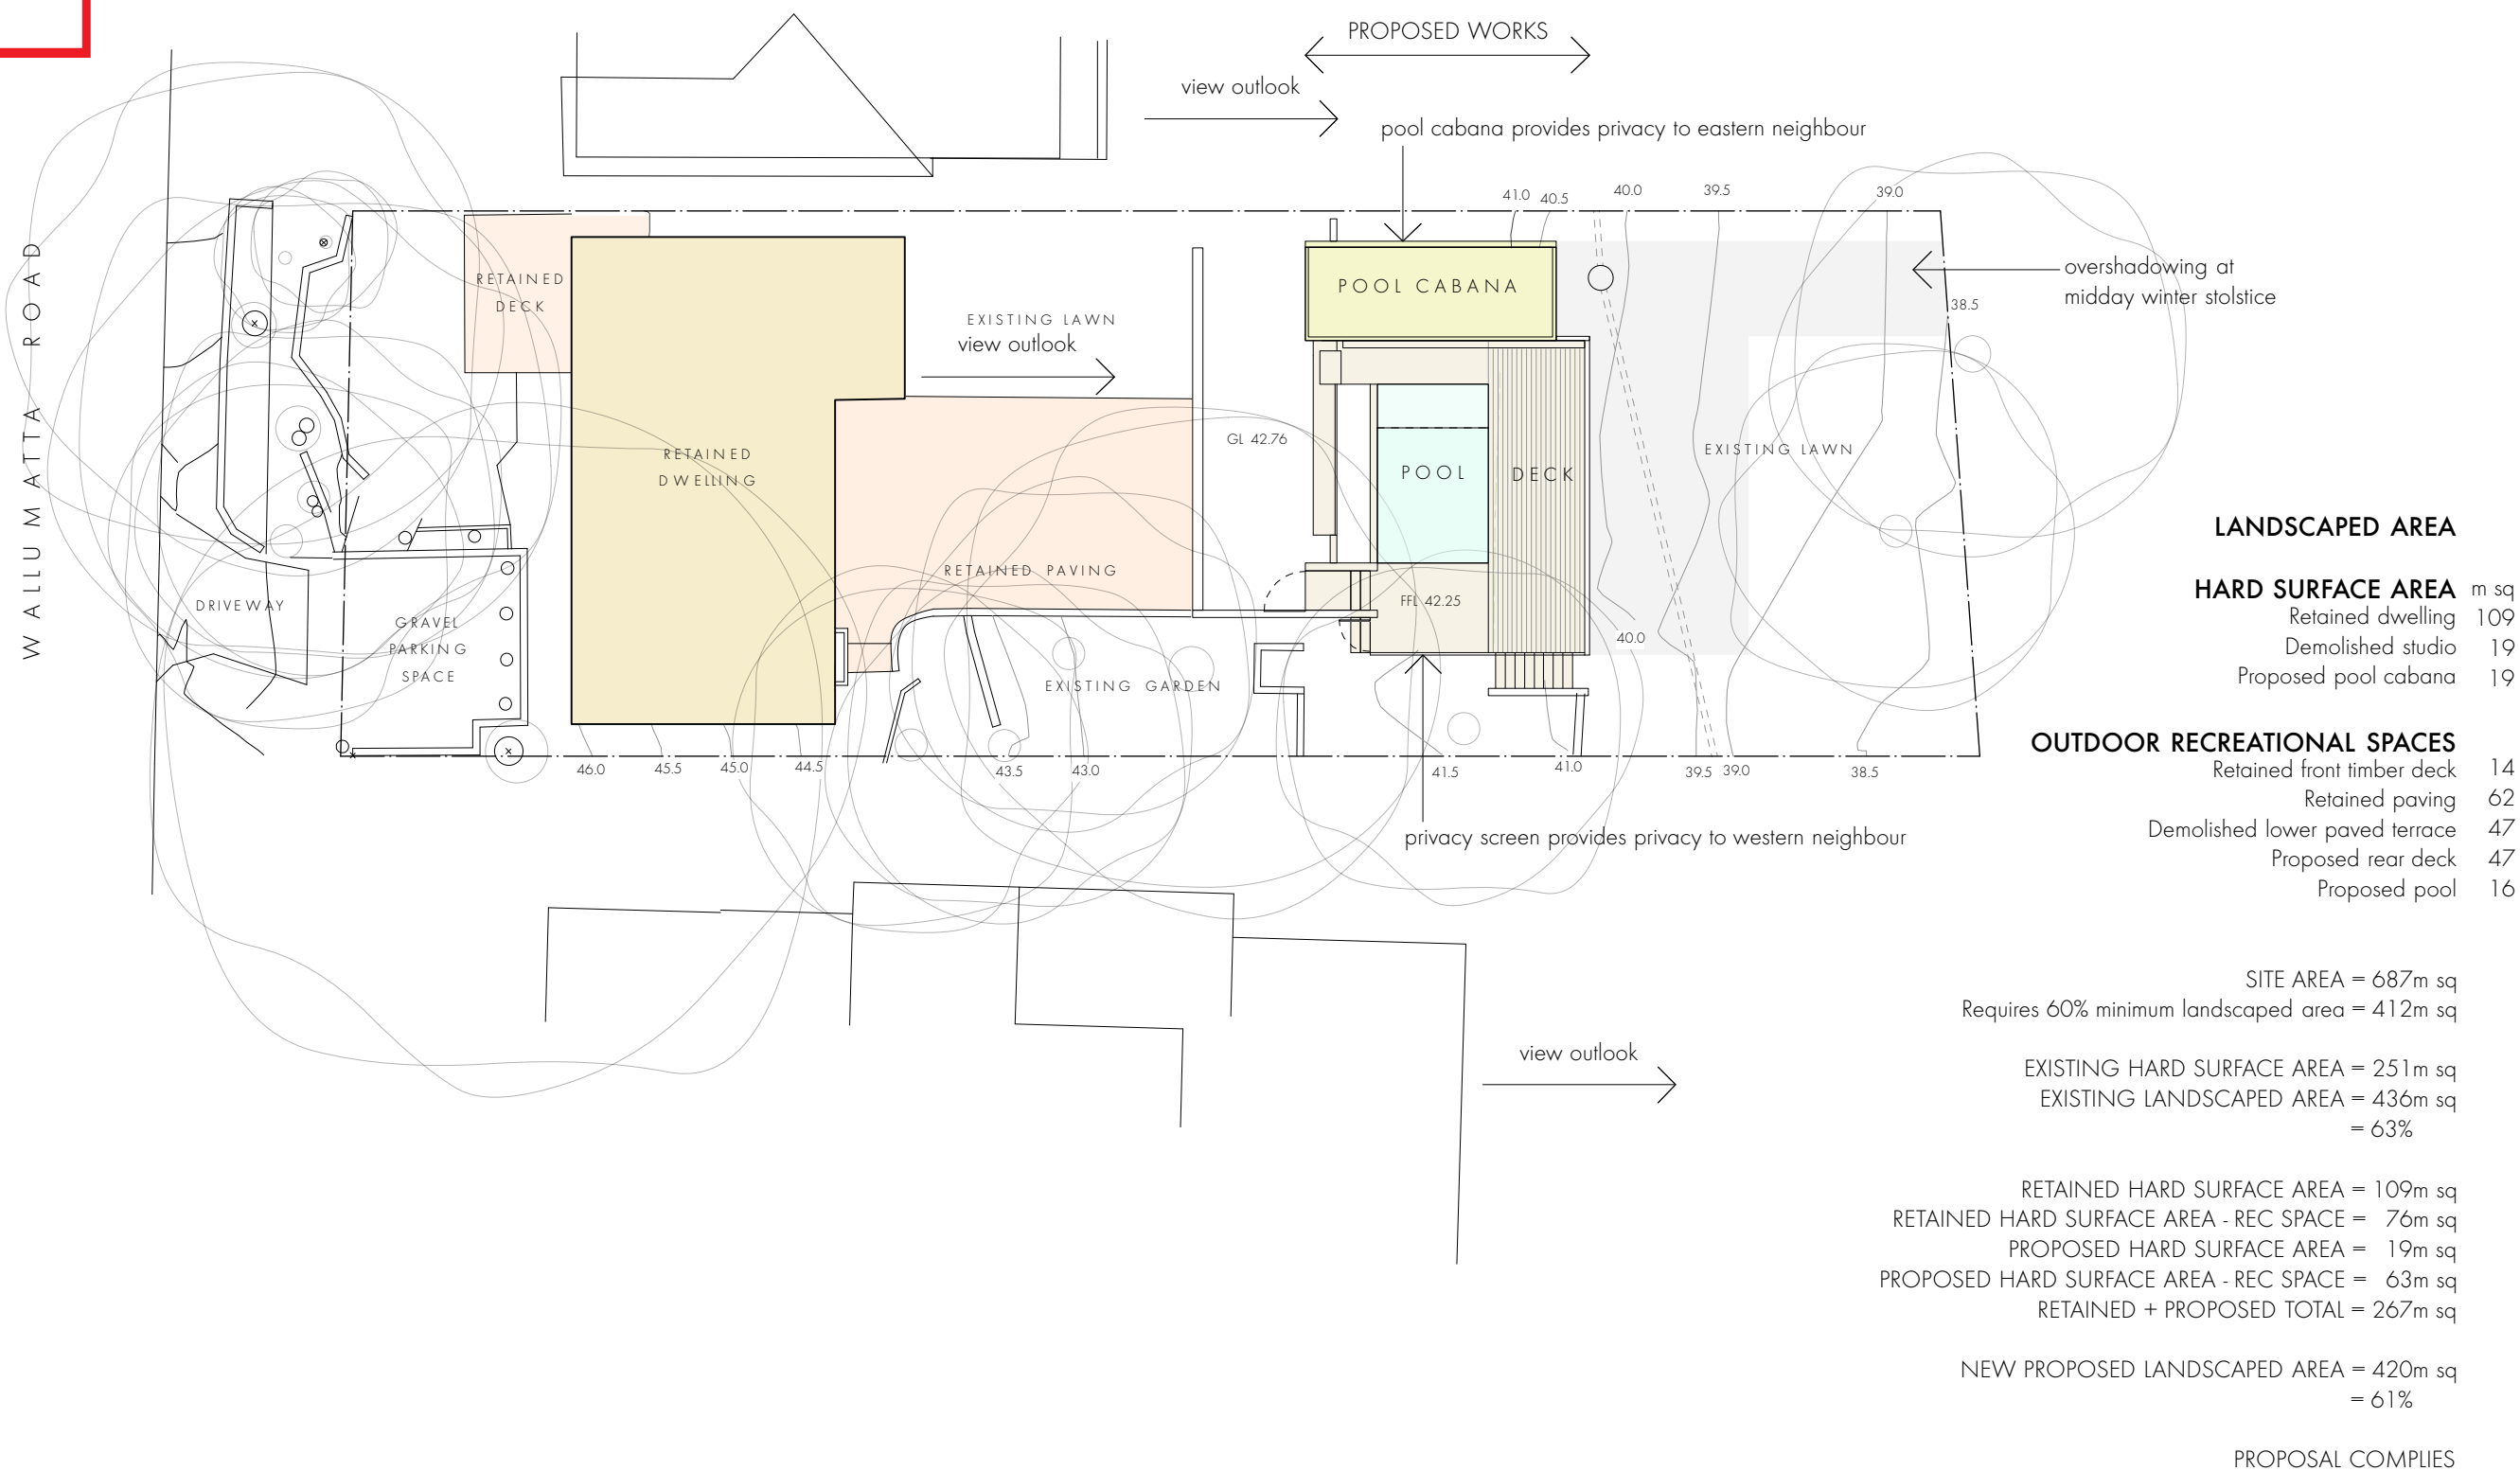 PROPOSED WORKS
view outlook
pool cabana provides privacy to eastern neighbour
41.0
40.5
40.0
39.5
39.0
WALLUMATTA ROAD
RETAINED
DECK
EXISTING LAWN
view outlook
POOL CABANA
overshadowing at
midday winter stolstice
38.5
RETAINED
DWELLING
GL 42.76
POOL
DECK
EXISTING LAWN
RETAINED PAVING
FFL 42.25
DRIVEWAY
GRAVEL
PARKING
SPACE
40.0
EXISTING GARDEN
46.0
45.5
45.0
44.5
43.5
43.0
41.5
41.0
39.5
39.0
38.5
privacy screen provides privacy to western neighbour
view outlook
LANDSCAPED AREA
HARD SURFACE AREA m sq
Retained dwelling 109
Demolished studio 19
Proposed pool cabana 19
OUTDOOR RECREATIONAL SPACES
Retained front timber deck 14
Retained paving 62
Demolished lower paved terrace 47
Proposed rear deck 47
Proposed pool 16
SITE AREA = 687m sq
Requires 60% minimum landscaped area = 412m sq
EXISTING HARD SURFACE AREA = 251m sq
EXISTING LANDSCAPED AREA = 436m sq
= 63%
RETAINED HARD SURFACE AREA = 109m sq
RETAINED HARD SURFACE AREA - REC SPACE = 76m sq
PROPOSED HARD SURFACE AREA = 19m sq
PROPOSED HARD SURFACE AREA - REC SPACE = 63m sq
RETAINED + PROPOSED TOTAL = 267m sq
NEW PROPOSED LANDSCAPED AREA = 420m sq
= 61%
PROPOSAL COMPLIES